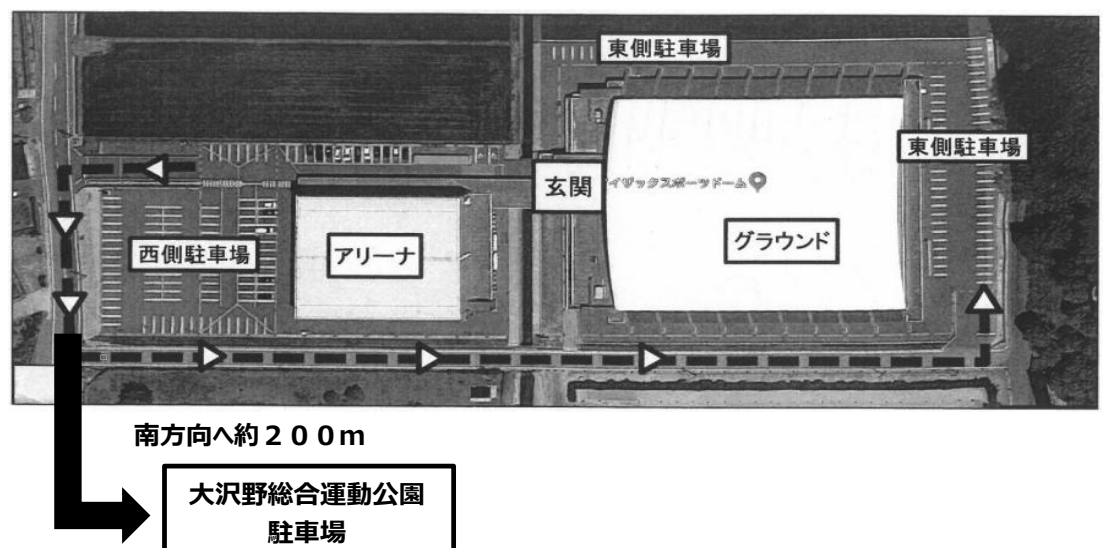 東側駐車場
東側駐車場
玄関
イザックスポーツドーム
西側駐車場
アリーナ
グラウンド
南方向へ約２００ｍ
大沢野総合運動公園
駐車場